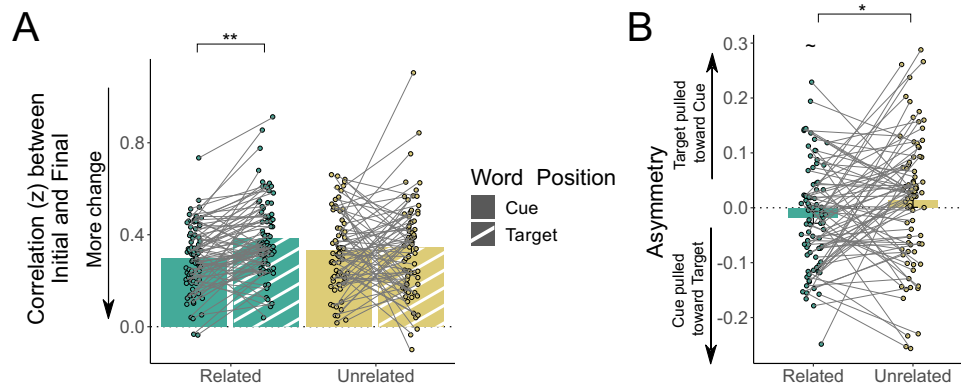 A
**
Correlation (z) between
Initial and Final
More change
0.8
0.4
0.0
Related
Unrelated
Word Position
Cue
Target
B
*
~
Asymmetry
Target pulled
toward Cue
Cue pulled
toward Target
0.3
0.2
0.1
0.0
-0.1
-0.2
Related
Unrelated